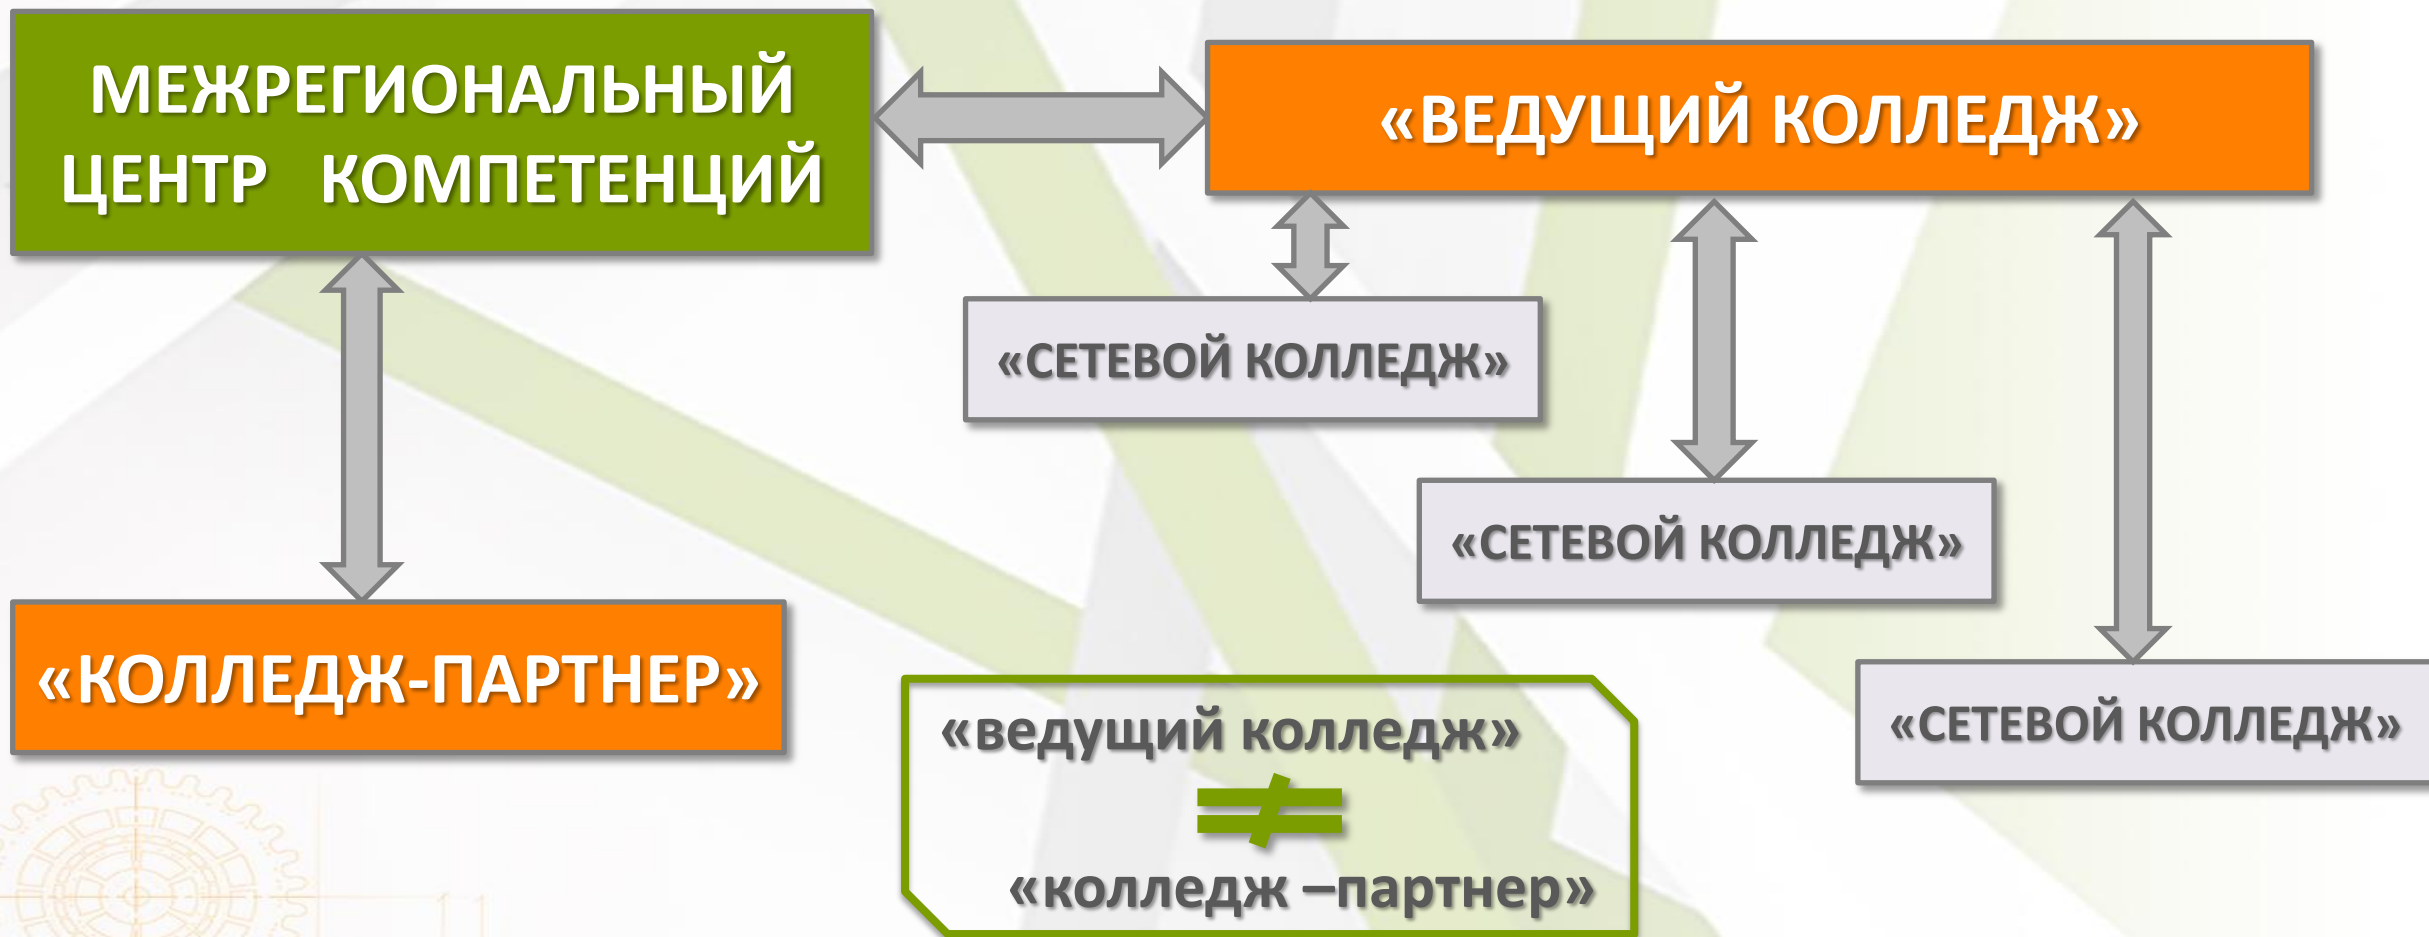 МЕЖРЕГИОНАЛЬНЫЙ
ЦЕНТР КОМПЕТЕНЦИЙ
«ВЕДУЩИЙ КОЛЛЕДЖ»
«СЕТЕВОЙ КОЛЛЕДЖ»
«СЕТЕВОЙ КОЛЛЕДЖ»
«СЕТЕВОЙ КОЛЛЕДЖ»
«КОЛЛЕДЖ-ПАРТНЕР»
«ведущий колледж»
≠
«колледж –партнер»